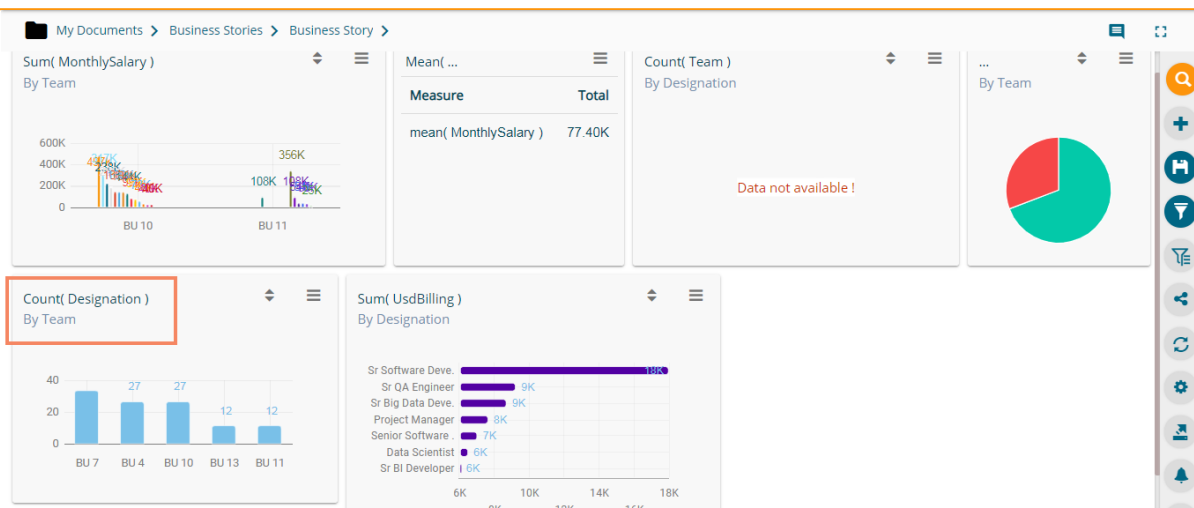 My Documents > Business Stories > Business Story >
Sum( MonthlySalary )
By Team
600K
400K
200K
0
356K
108K
BU 10
BU 11
Mean( ...
Measure Total
mean( MonthlySalary ) 77.40K
Count( Team )
By Designation
Data not available !
...
By Team
Count( Designation )
By Team
40
20
0
27
27
12
12
BU 7
BU 4
BU 10
BU 13
BU 11
Sum( UsdBilling )
By Designation
Sr Software Deve. 18K
Sr QA Engineer 9K
Sr Big Data Deve. 9K
Project Manager 8K
Senior Software . 7K
Data Scientist 6K
Sr BI Developer 6K
6K 10K 14K 18K